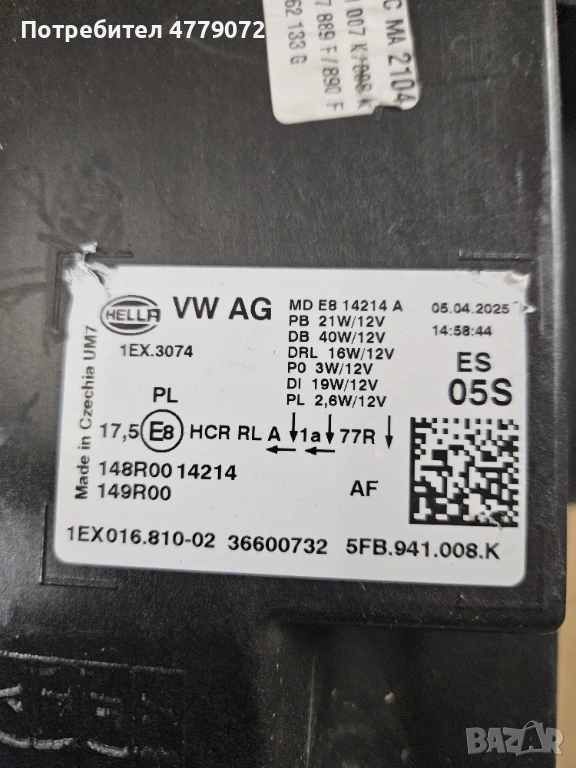 Потребител 4779072
C MA 2104
007 K/008 K
7 889 F/890 F
62 133 G
HELLA VW AG
MD E8 14214 A
05.04.2025
PB 21W/12V
14:58:44
DB 40W/12V
1EX.3074
DRL 16W/12V
ES
P0 3W/12V
05S
DI 19W/12V
PL
PL 2,6W/12V
17,5 E8 HCR RL A 1a 77R
148R00 14214
149R00
AF
Made in Czechia UM7
1EX016.810-02 36600732 5FB.941.008.K
BAZAR